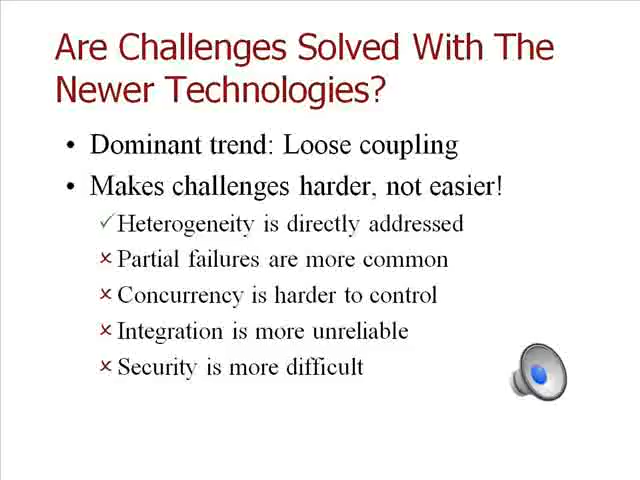 Are Challenges Solved With The
Newer Technologies?
• Dominant trend: Loose coupling
• Makes challenges harder, not easier!
✓ Heterogeneity is directly addressed
✗ Partial failures are more common
✗ Concurrency is harder to control
✗ Integration is more unreliable
✗ Security is more difficult